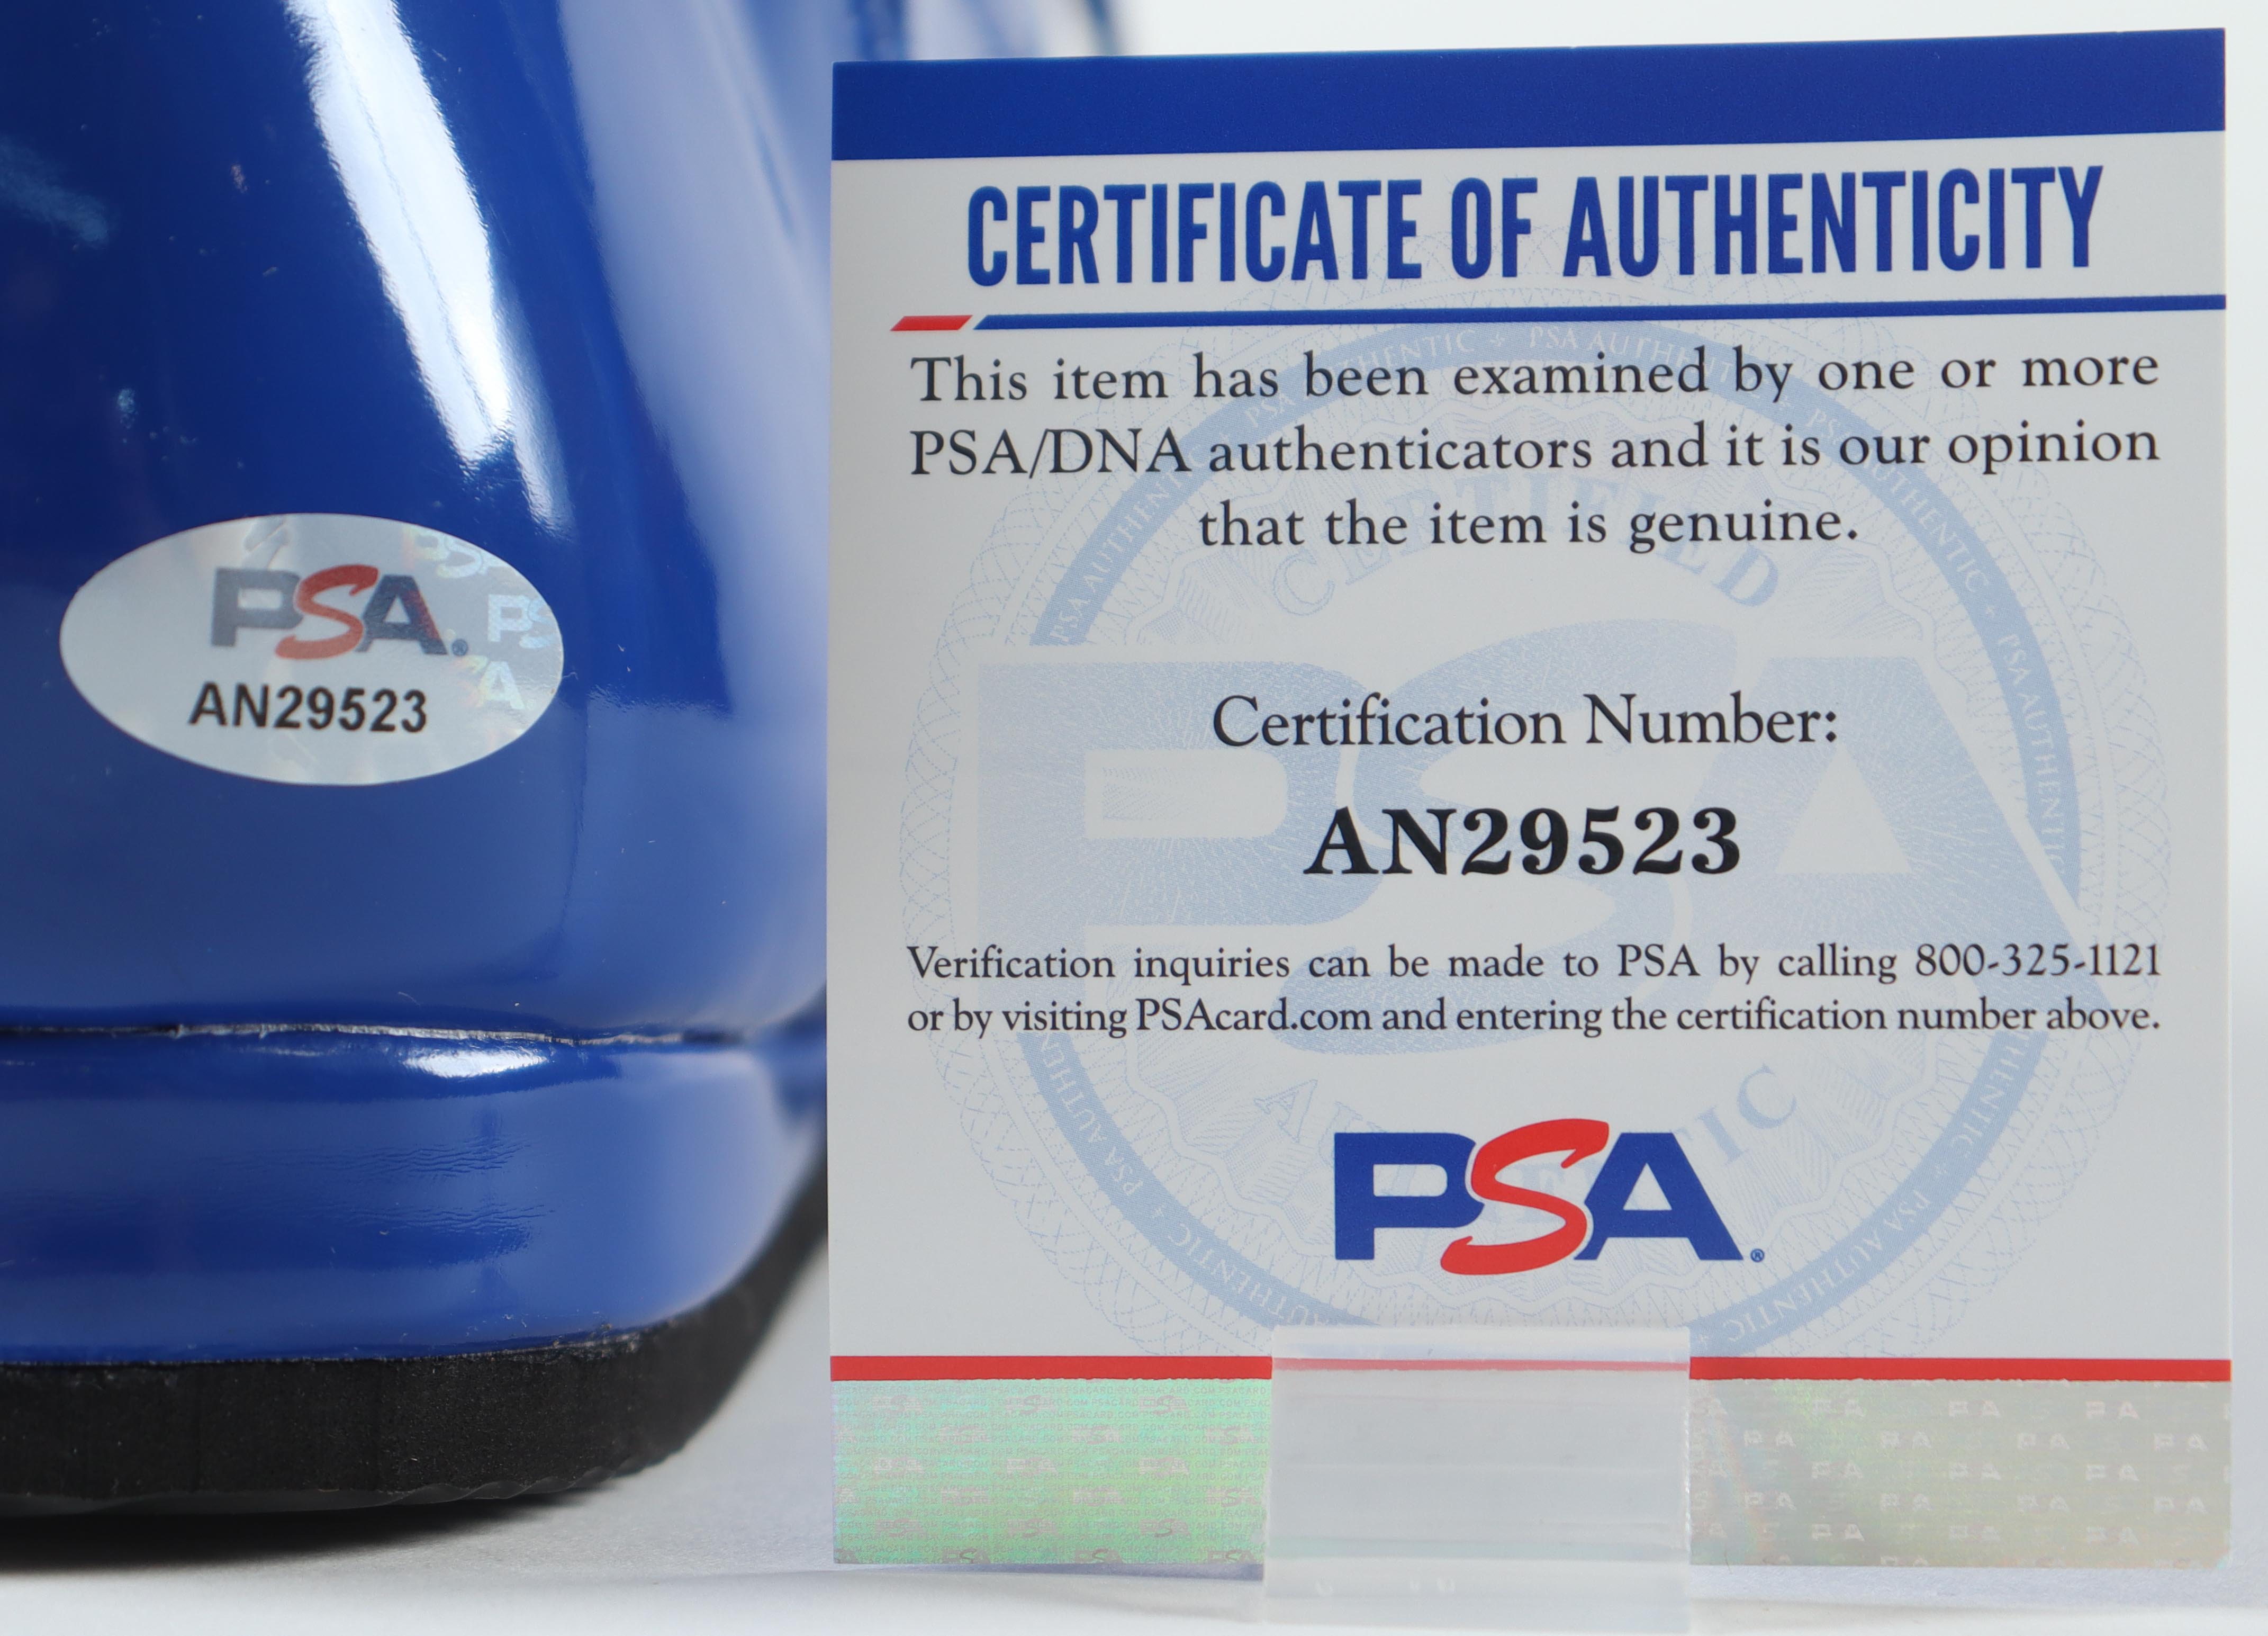 PSA®
AN29523
CERTIFICATE OF AUTHENTICITY
This item has been examined by one or more
PSA/DNA authenticators and it is our opinion
that the item is genuine.
Certification Number:
AN29523
Verification inquiries can be made to PSA by calling 800-325-1121
or by visiting PSAcard.com and entering the certification number above.
PSA®
CERTIFIED
PSA